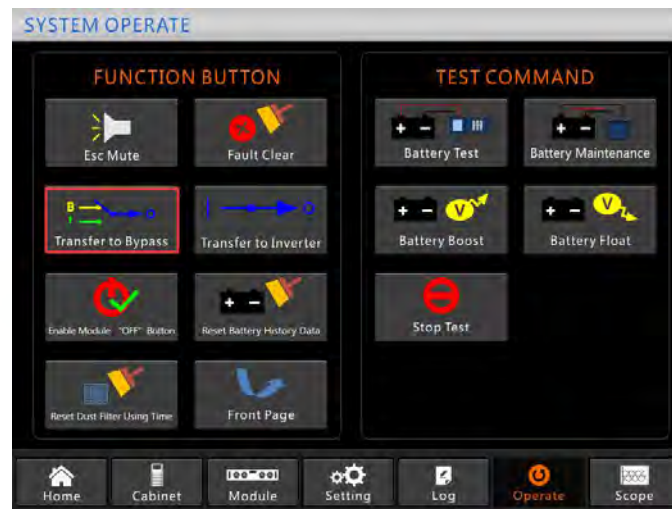 SYSTEM OPERATE
FUNCTION BUTTON
Esc Mute
Fault Clear
B
Transfer to Bypass
Transfer to Inverter
Enable Module "OFF" Button
Reset Battery History Data
Reset Dust Filter Using Time
Front Page
TEST COMMAND
Battery Test
Battery Maintenance
V
Battery Boost
V
Battery Float
Stop Test
Home
Cabinet
Module
Setting
Log
Operate
Scope